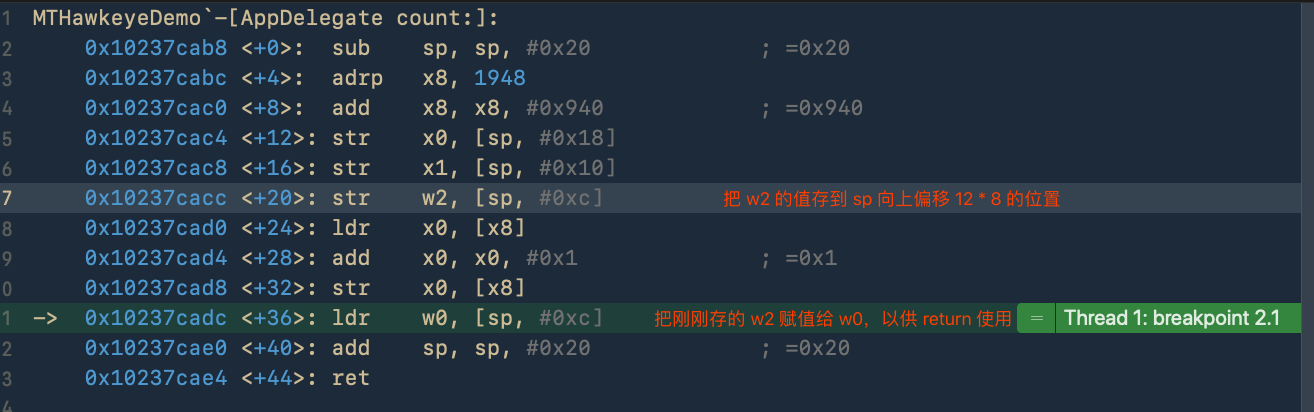 1 MTHawkeyeDemo`-[AppDelegate count:]:
2 0x10237cab8 <+0>: sub sp, sp, #0x20 ; =0x20
3 0x10237cabc <+4>: adrp x8, 1948
4 0x10237cac0 <+8>: add x8, x8, #0x940 ; =0x940
5 0x10237cac4 <+12>: str x0, [sp, #0x18]
6 0x10237cac8 <+16>: str x1, [sp, #0x10]
7 0x10237cacc <+20>: str w2, [sp, #0xc] 把 w2 的值存到 sp 向上偏移 12 * 8 的位置
8 0x10237cad0 <+24>: ldr x0, [x8]
9 0x10237cad4 <+28>: add x0, x0, #0x1 ; =0x1
0 0x10237cad8 <+32>: str x0, [x8]
1 -> 0x10237cadc <+36>: ldr w0, [sp, #0xc] 把刚刚存的 w2 赋值给 w0，以供 return 使用 = Thread 1: breakpoint 2.1
2 0x10237cae0 <+40>: add sp, sp, #0x20 ; =0x20
3 0x10237cae4 <+44>: ret
4